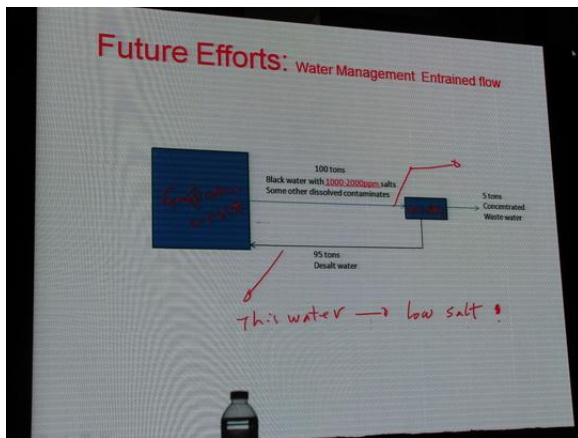 Future Efforts: Water Management Entrained flow
100 tons
Black water with 1000-2000ppm salts
Some other dissolved contaminates
5 tons
Concentrated
Waste water
95 tons
Desalt water
This water → low salt !